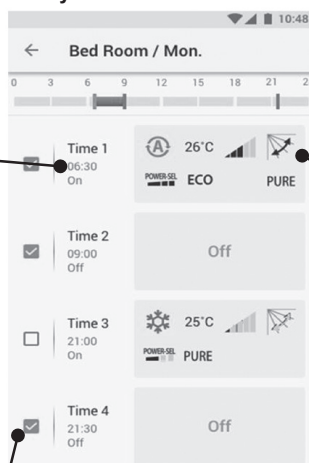 10:48
← Bed Room / Mon.
0 3 6 9 12 15 18 21 2
Time 1
06:30
On
A 26°C
POWER-SEL ECO PURE
Time 2
09:00
Off
Off
Time 3
21:00
On
25°C
POWER-SEL PURE
Time 4
21:30
Off
Off